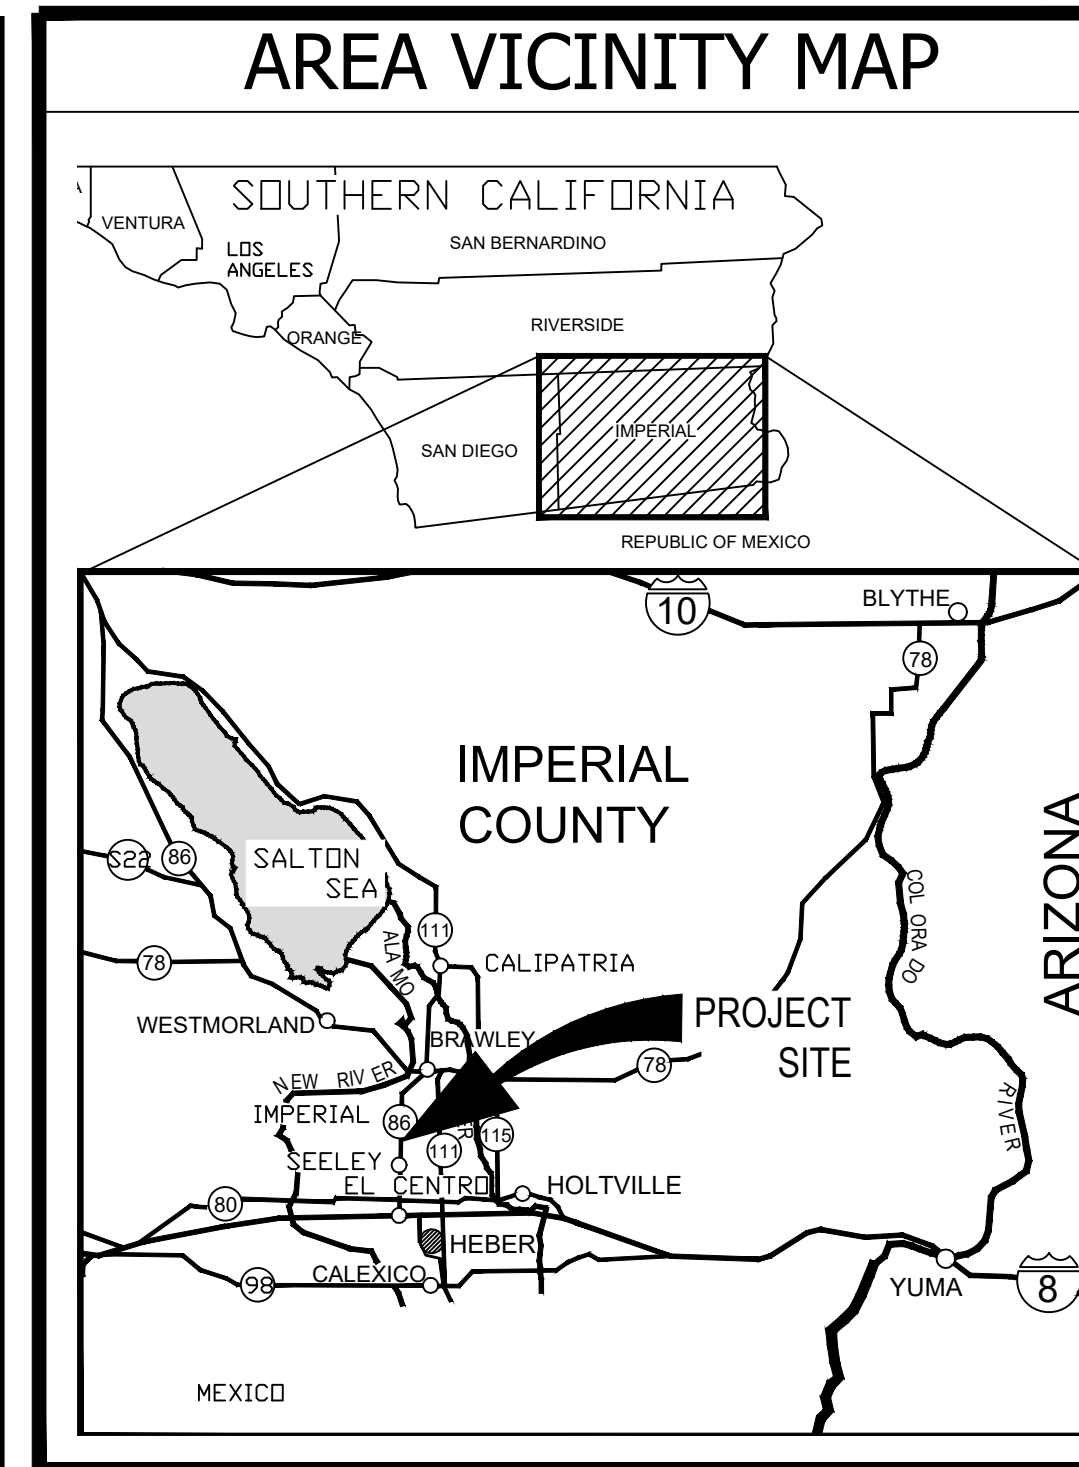 AREA VICINITY MAP
SOUTHERN CALIFORNIA
VENTURA
LOS
ANGELES
SAN BERNARDINO
ORANGE
RIVERSIDE
SAN DIEGO
IMPERIAL
REPUBLIC OF MEXICO
10
BLYTHE
78
IMPERIAL
COUNTY
ARIZONA
S22
86
SALTON
SEA
COLORADO
111
ALAMO
78
CALIPATRIA
WESTMORLAND
PROJECT
SITE
BRAWLEY
78
NEW RIVER
IMPERIAL
86
ER
115
111
RIVER
SEELEY
EL CENTRO
HOLTVILLE
80
HEBER
CALEXICO
98
YUMA
8
MEXICO